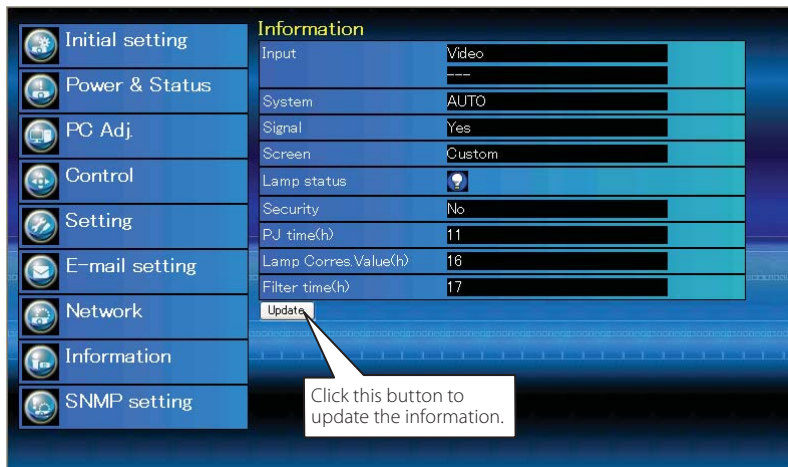 Initial setting
Power & Status
PC Adj.
Control
Setting
E-mail setting
Network
Information
SNMP setting
Information
Input Video
---
System AUTO
Signal Yes
Screen Custom
Lamp status
Security No
PJ time(h) 11
Lamp Corres.Value(h) 16
Filter time(h) 17
Update
Click this button to
update the information.